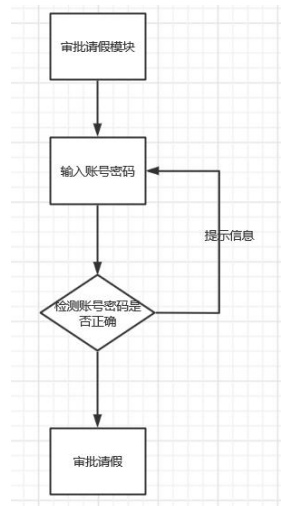 审批请假模块
输入账号密码
提示信息
检测账号密码是
否正确
审批请假